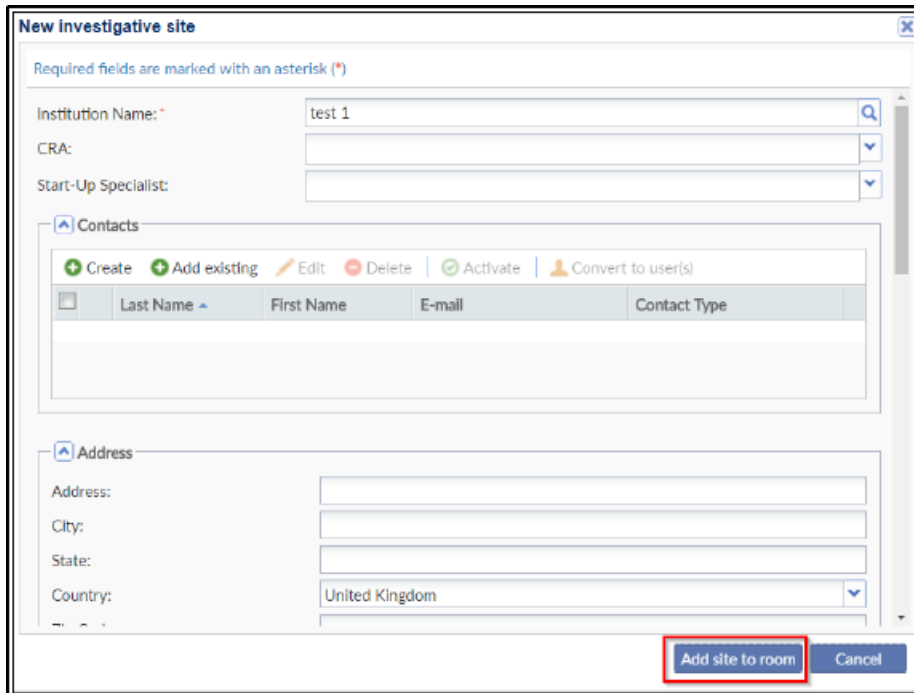 New investigative site
Required fields are marked with an asterisk (*)
Institution Name:* test 1
CRA:
Start-Up Specialist:
Contacts
Create Add existing Edit Delete Activate Convert to user(s)
Last Name First Name E-mail Contact Type
Address
Address:
City:
State:
Country: United Kingdom
Add site to room Cancel